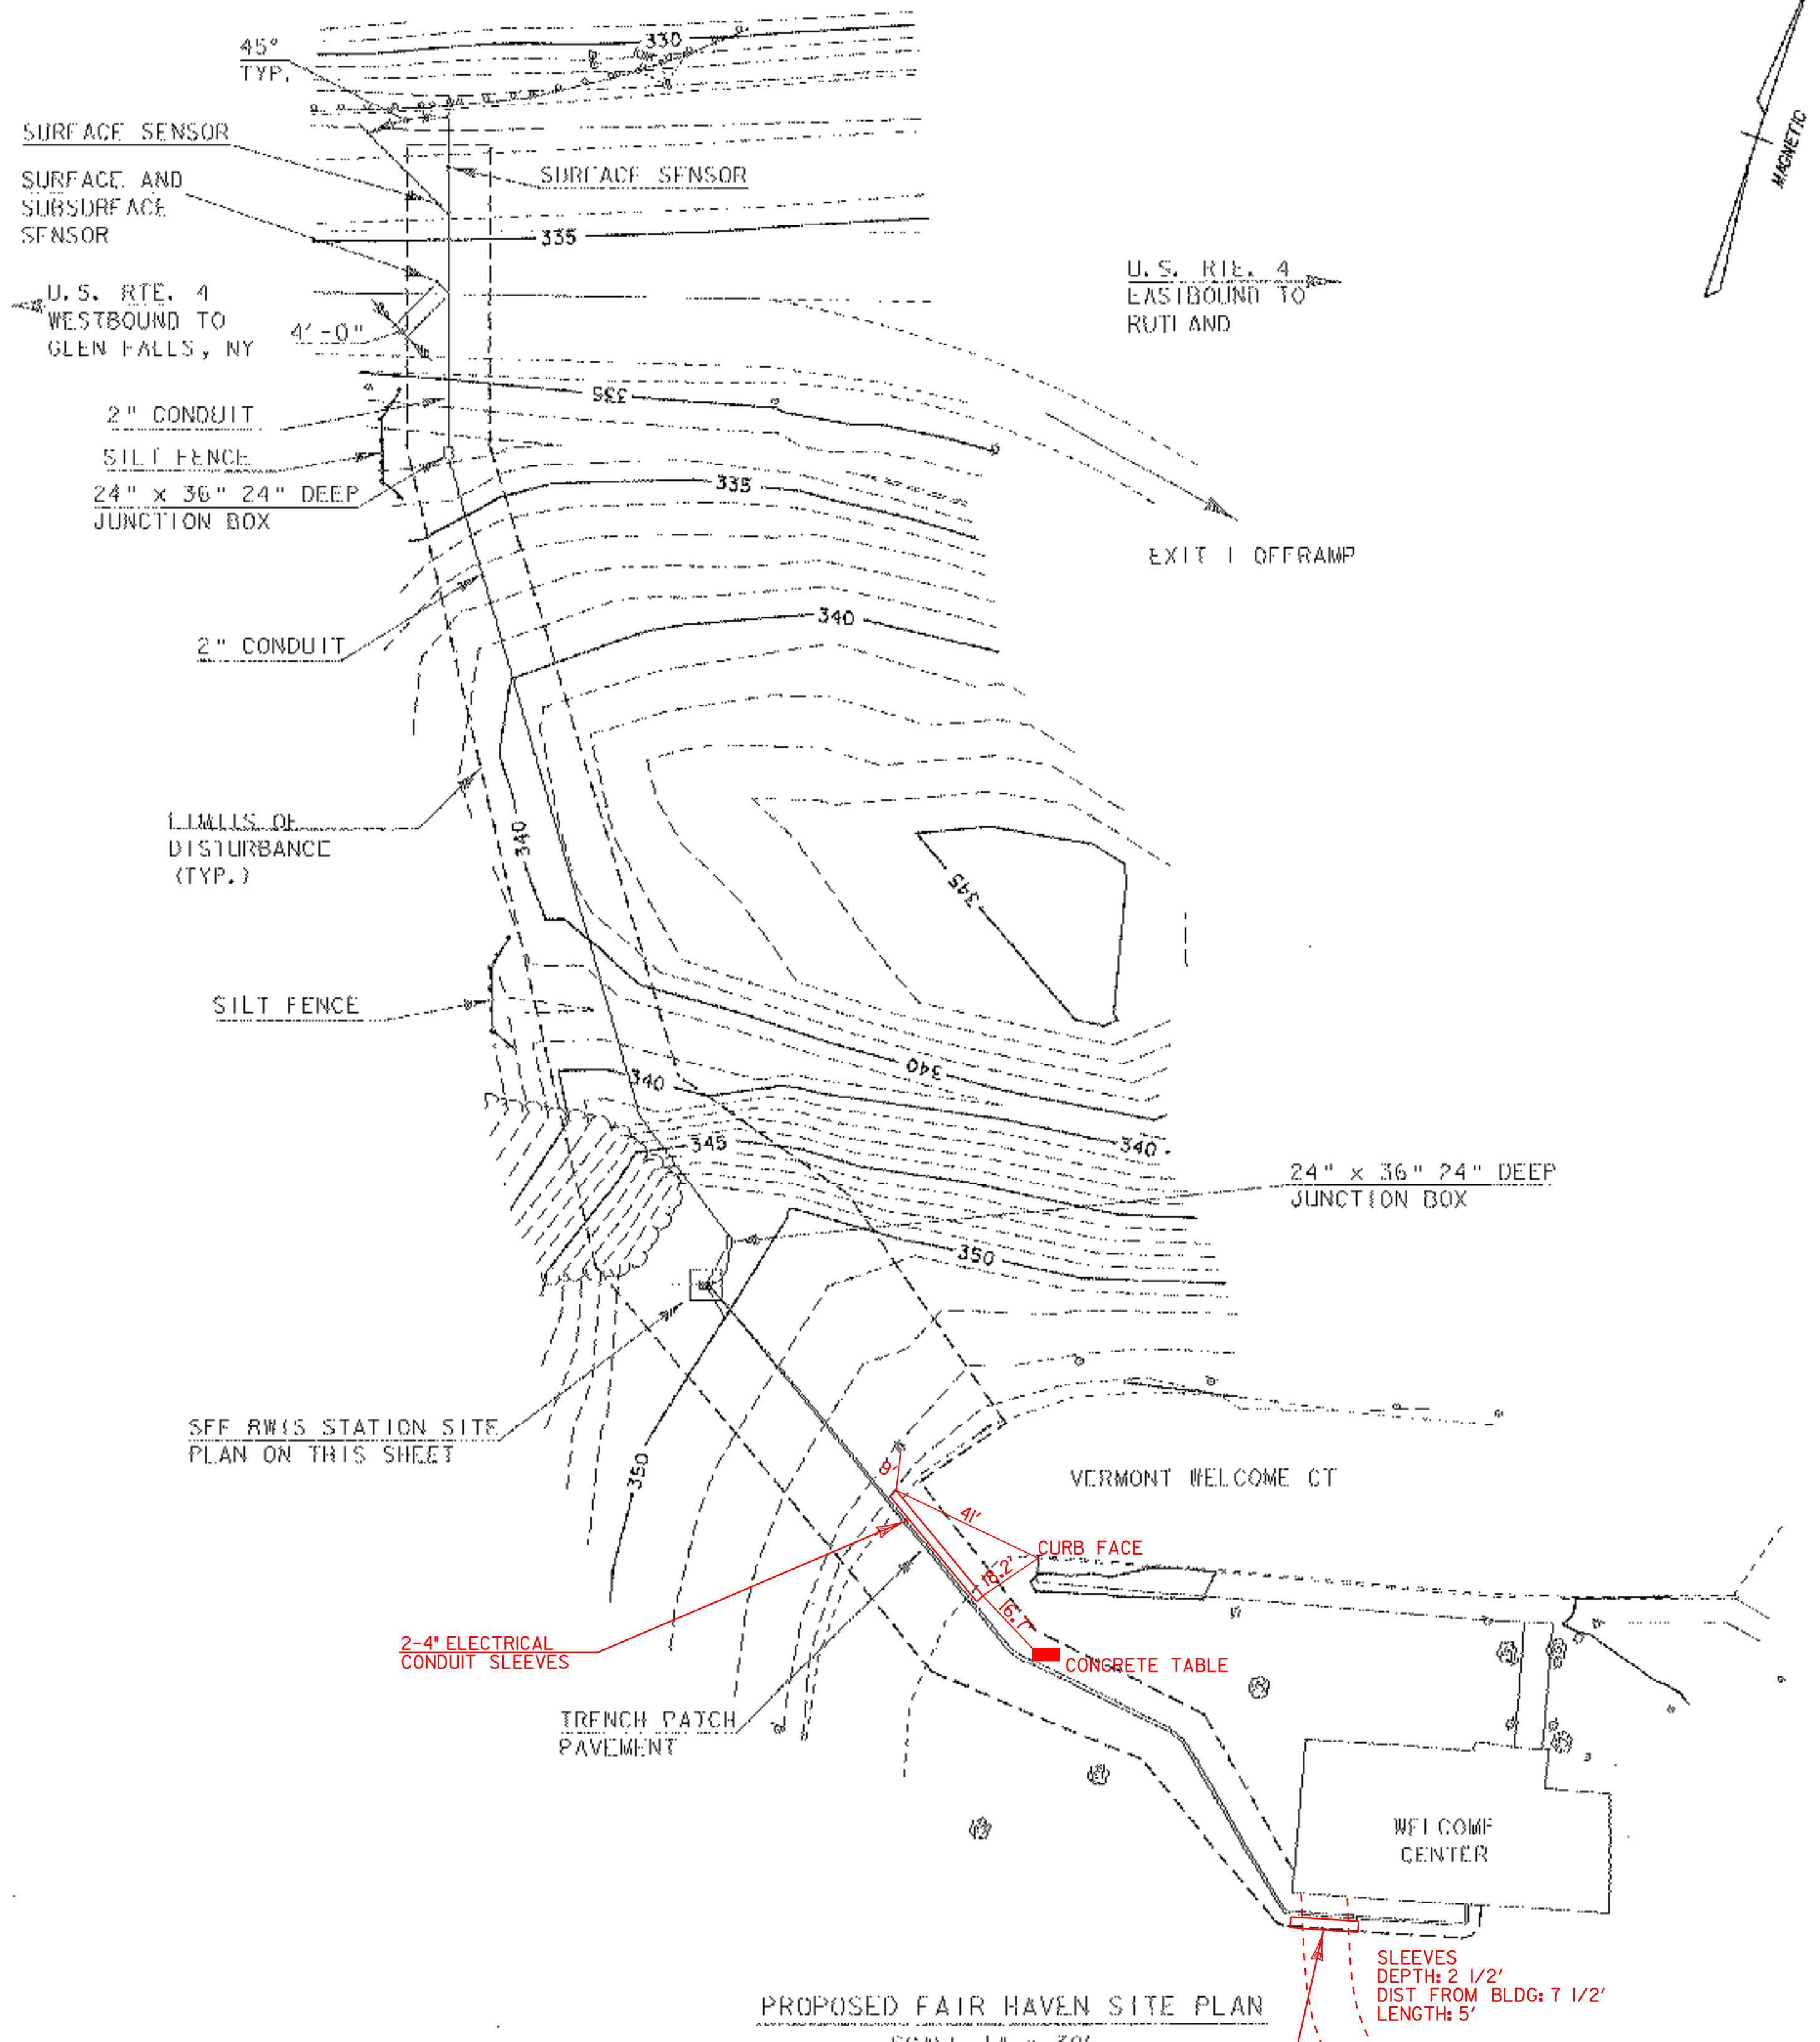 45°
TYP.
330
MAGNETIC
SURFACE SENSOR
SURFACE AND
SUBSURFACE
SENSOR
SURFACE SENSOR
335
U.S. RTE. 4
WESTBOUND TO
GLEN FALLS, NY
U.S. RTE. 4
EASTBOUND TO
RUTLAND
4'-0"
335
2" CONDUIT
SILT FENCE
24" x 36" 24" DEEP
JUNCTION BOX
335
EXIT 1 OFFRAMP
2" CONDUIT
340
LIMITS OF
DISTURBANCE
(TYP.)
340
345
SILT FENCE
340
340
345
340
24" x 36" 24" DEEP
JUNCTION BOX
350
SEE RWIS STATION SITE
PLAN ON THIS SHEET
350
VERMONT WELCOME CT
9'
41'
CURB FACE
18.2'
16.7'
2-4" ELECTRICAL
CONDUIT SLEEVES
CONCRETE TABLE
TRENCH PATCH
PAVEMENT
WELCOME
CENTER
SLEEVES
DEPTH: 2 1/2'
DIST FROM BLDG: 7 1/2'
LENGTH: 5'
PROPOSED FAIR HAVEN SITE PLAN